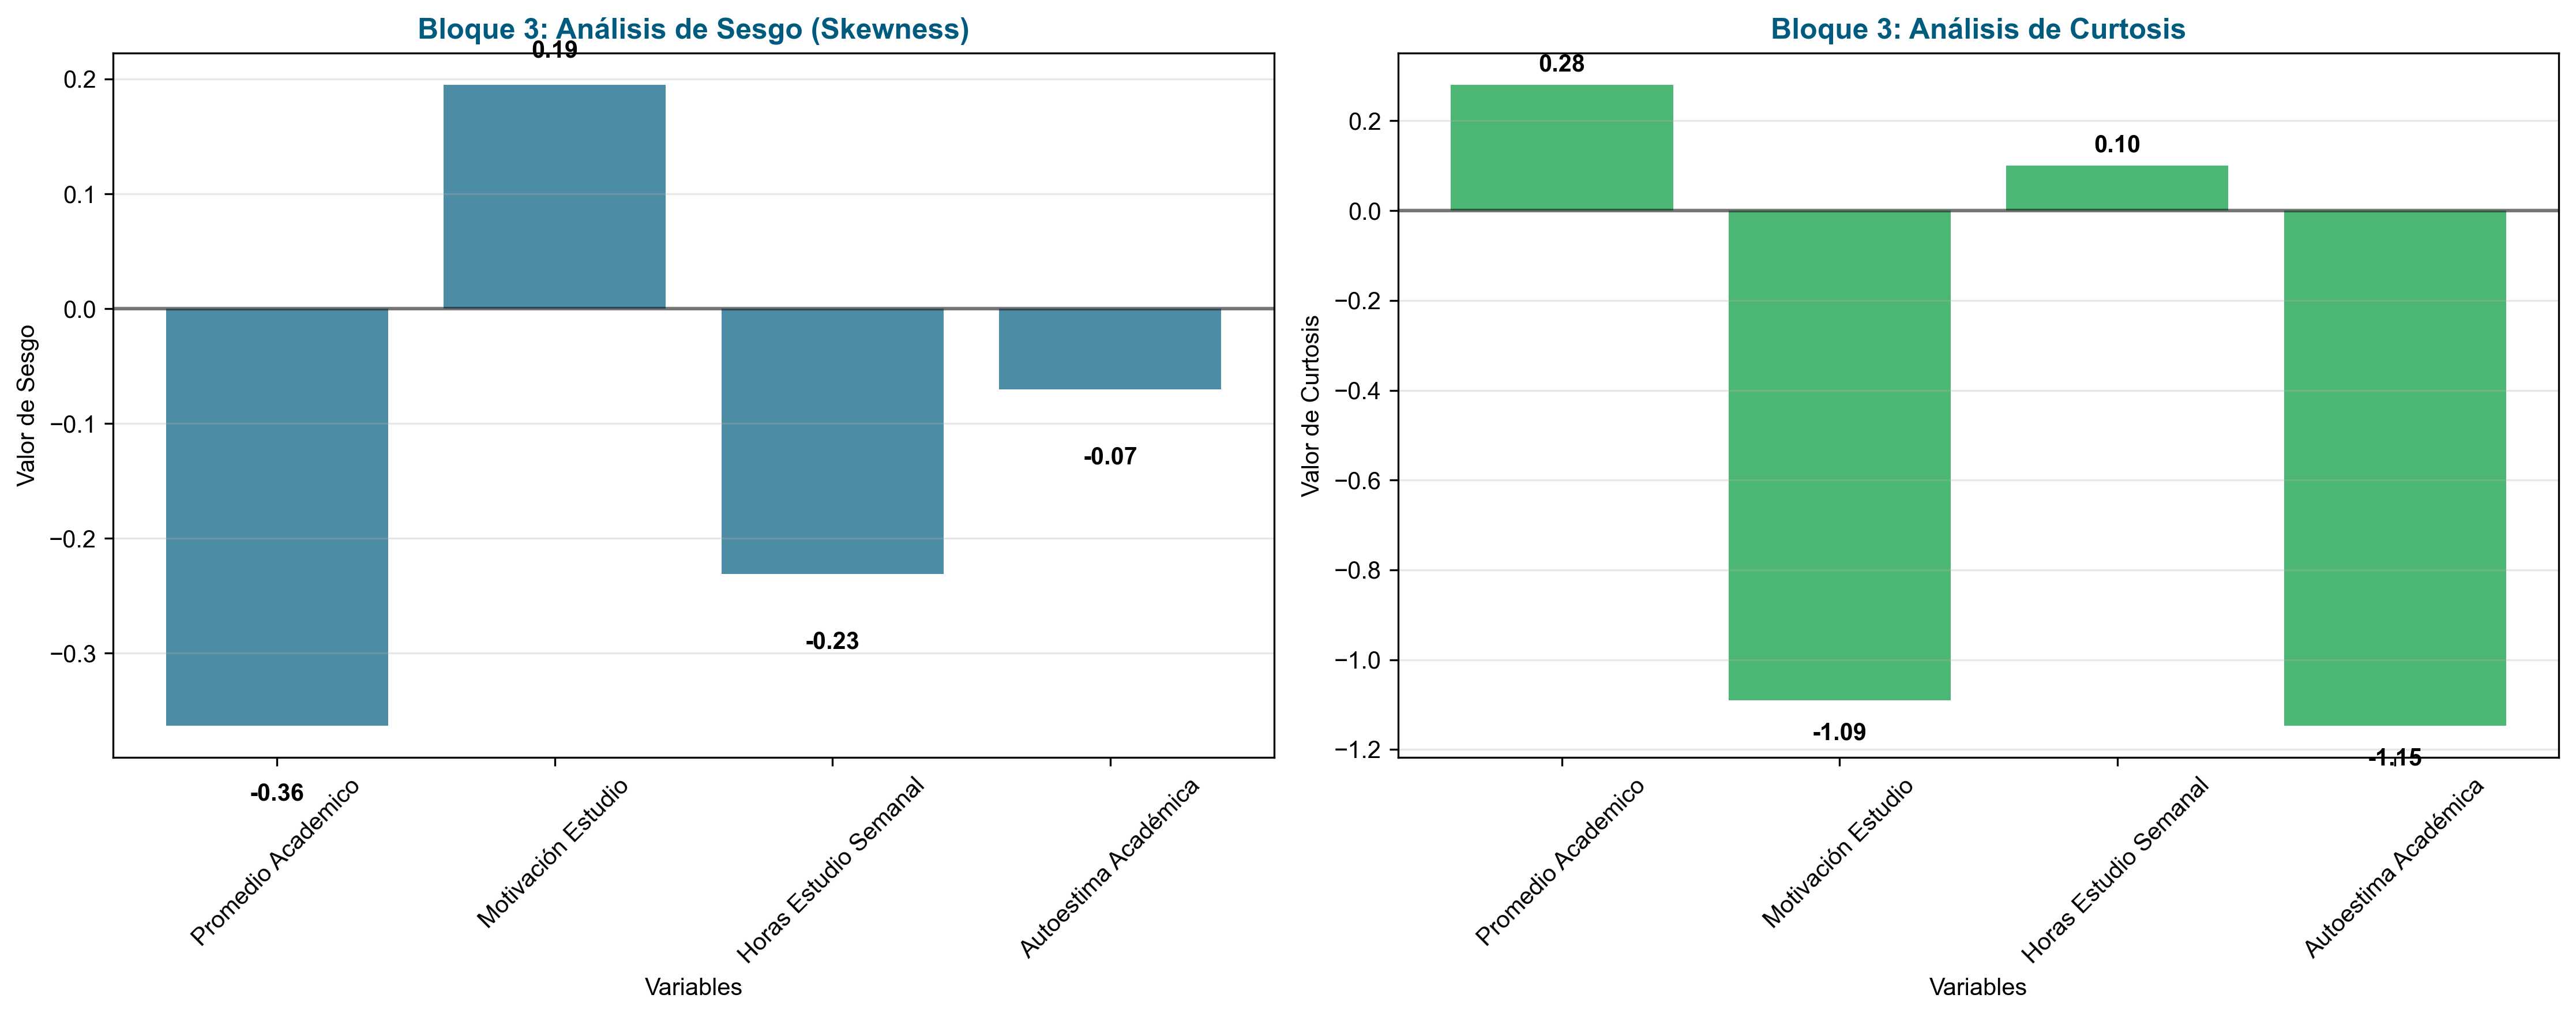 Bloque 3: Análisis de Sesgo (Skewness)
0.19
0.2
0.1
0.0
−0.1
−0.2
−0.3
Valor de Sesgo
-0.36
-0.23
-0.07
Promedio Academico
Motivación Estudio
Horas Estudio Semanal
Autoestima Académica
Variables
Bloque 3: Análisis de Curtosis
0.28
0.10
0.2
0.0
−0.2
−0.4
−0.6
−0.8
−1.0
−1.2
Valor de Curtosis
-1.09
-1.15
Promedio Academico
Motivación Estudio
Horas Estudio Semanal
Autoestima Académica
Variables